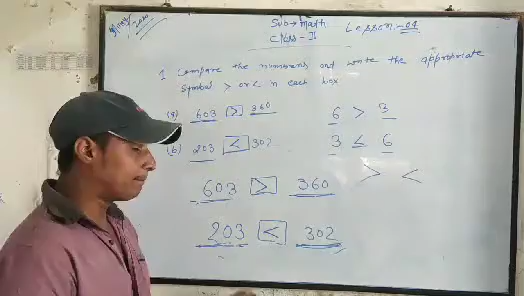 Sub → Math Lesson - 01
Class - II
1 Compare the numbers and write the appropriate
symbol > or < in each box
(a) 603 > 360 6 > 3
(b) 203 < 302 3 < 6
> <
603 > 360
203 < 302